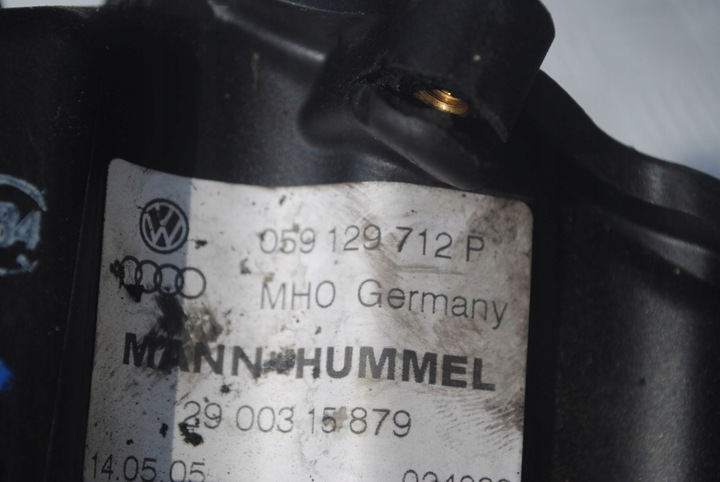 059 129 712 P
MHO Germany
MANN+HUMMEL
29 003 15 879
14.05.05